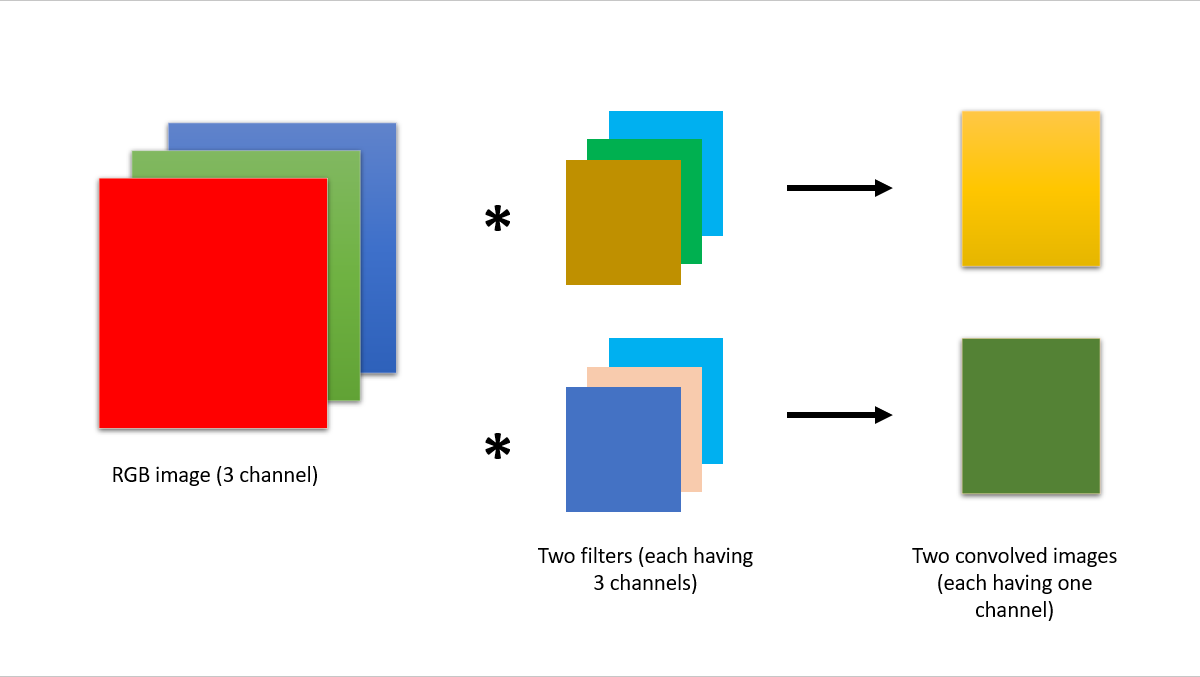 *
*
RGB image (3 channel)
Two filters (each having
3 channels)
Two convolved images
(each having one
channel)